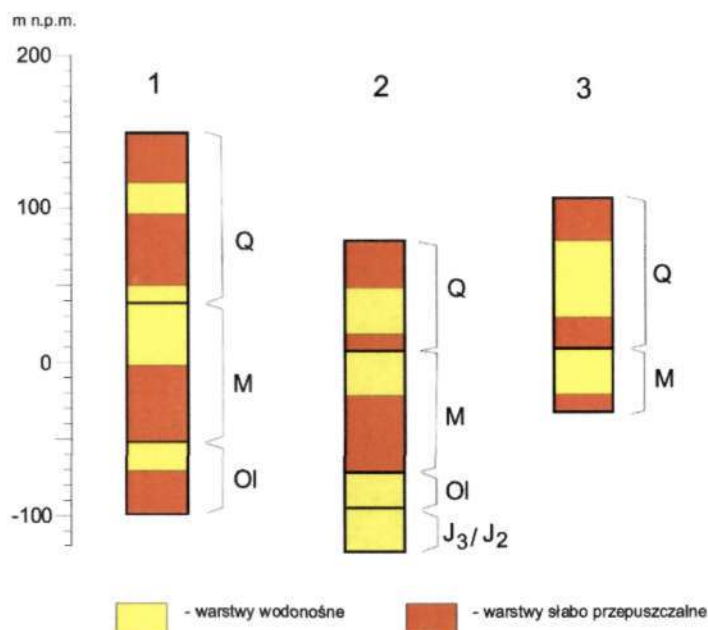 m n.p.m.
200
1
2
3
100
Q
Q
Q
0
M
M
M
Ol
Ol
-100
J3/J2
- warstwy wodonośne
- warstwy słabo przepuszczalne